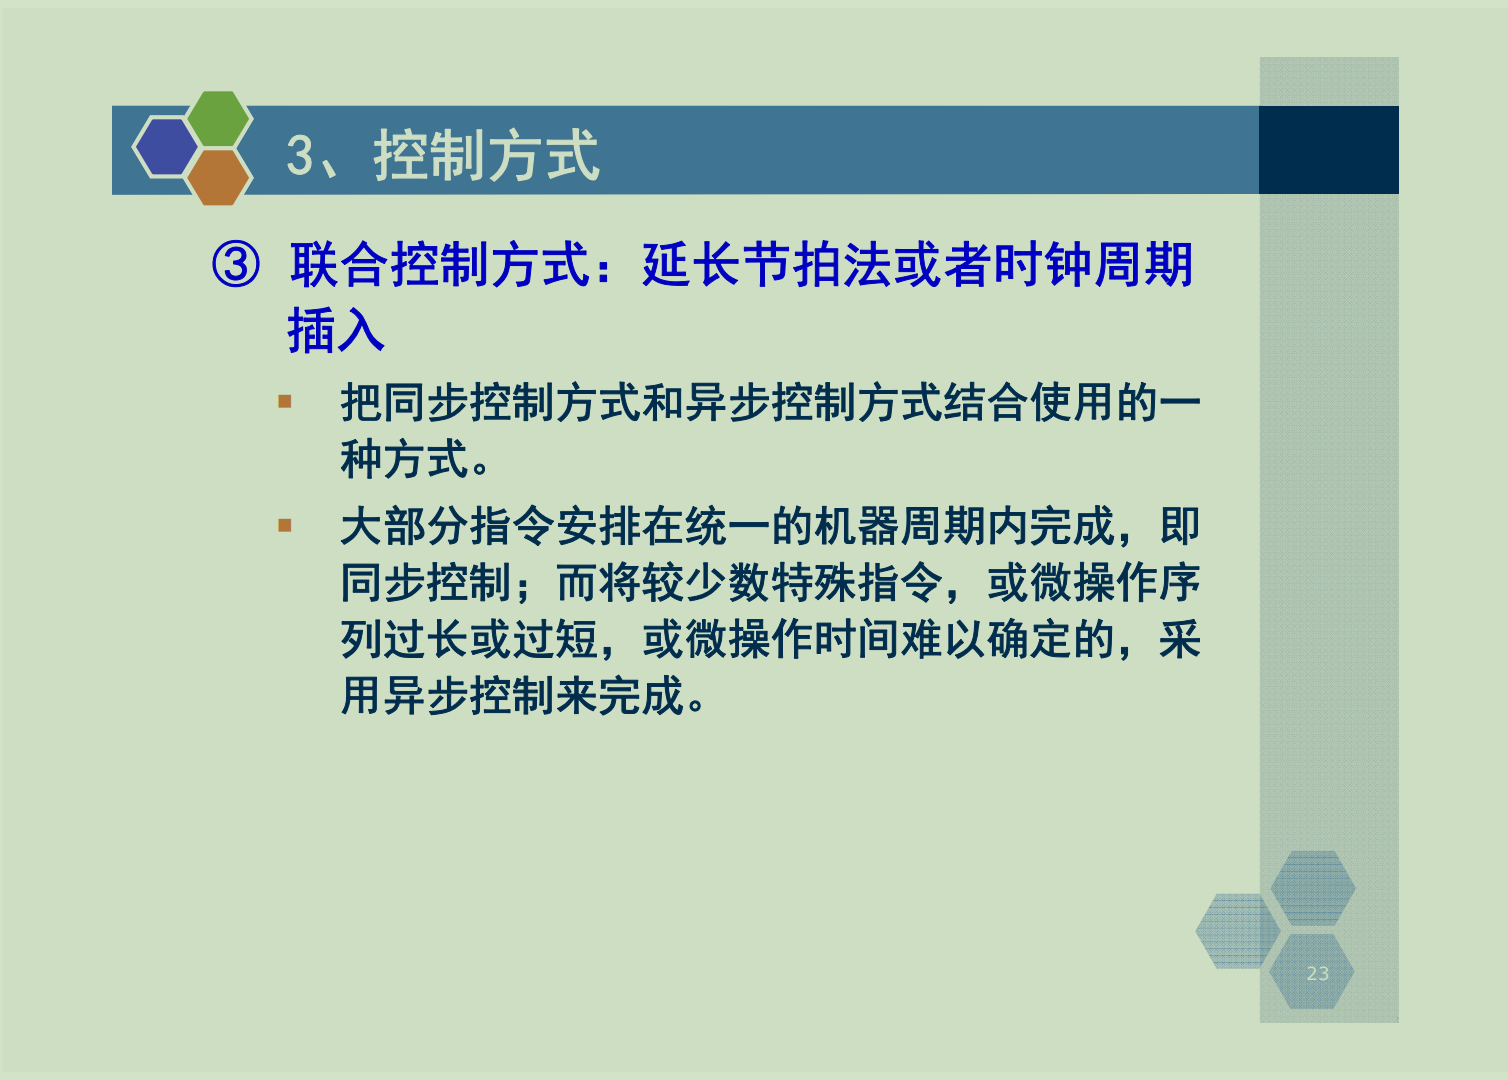 3、控制方式
③ 联合控制方式：延长节拍法或者时钟周期
插入
▪ 把同步控制方式和异步控制方式结合使用的一
种方式。
▪ 大部分指令安排在统一的机器周期内完成，即
同步控制；而将较少数特殊指令，或微操作序
列过长或过短，或微操作时间难以确定的，采
用异步控制来完成。
23